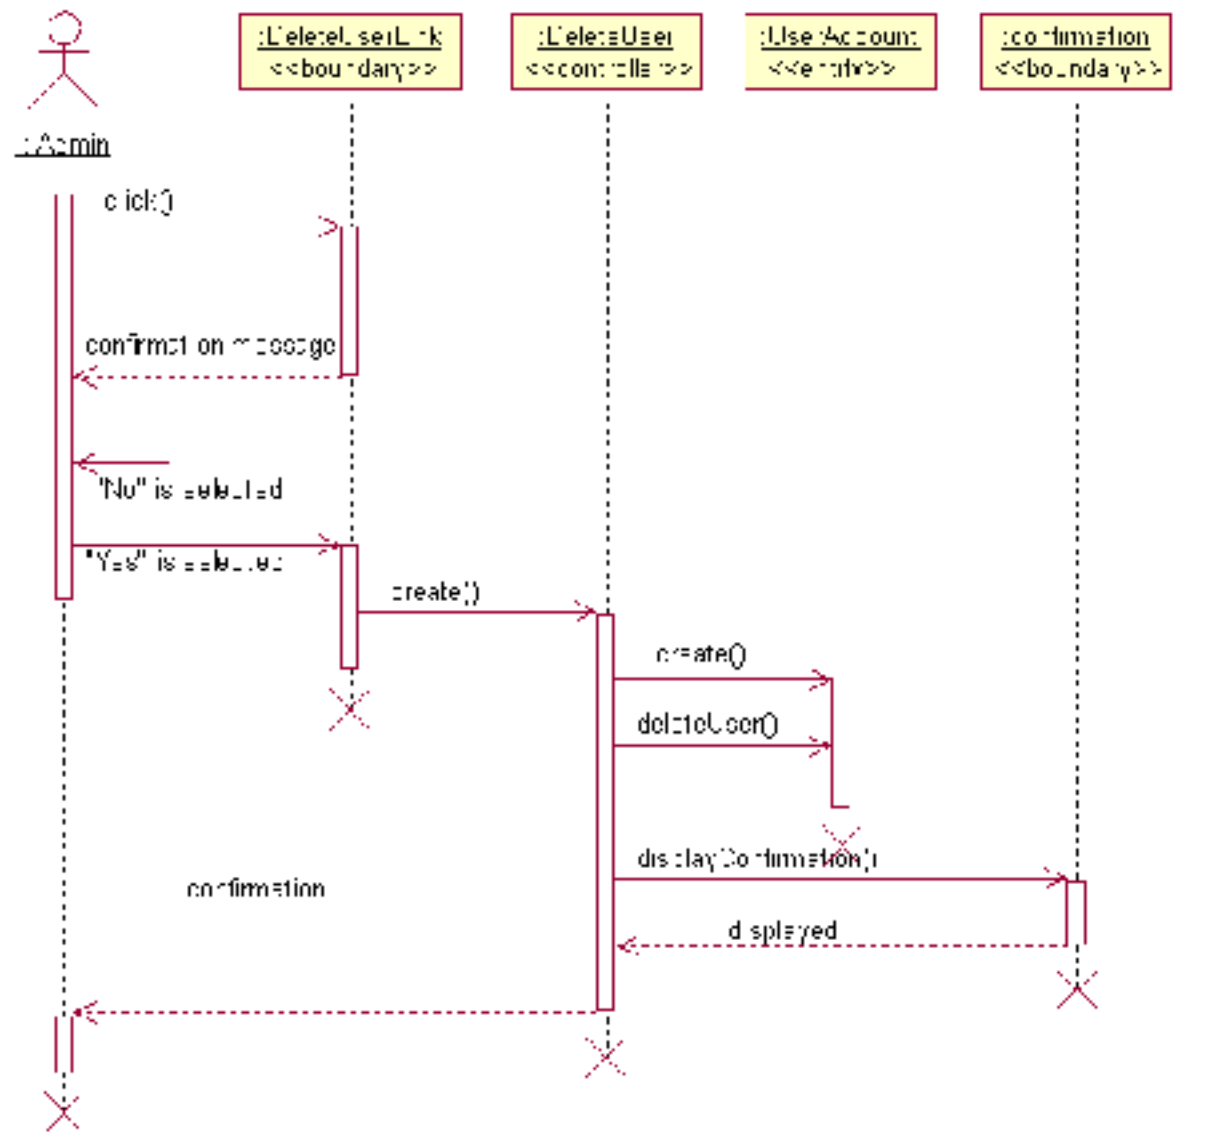 :DeleteUserLink
<<boundary>>
:DeleteUser
<<controller>>
:UserAccount
<<entity>>
:confirmation
<<boundary>>
: Admin
click()
confirmation message
"No" is selected
"Yes" is selected
create()
create()
deleteUser()
displayConfirmation()
confirmation
displayed